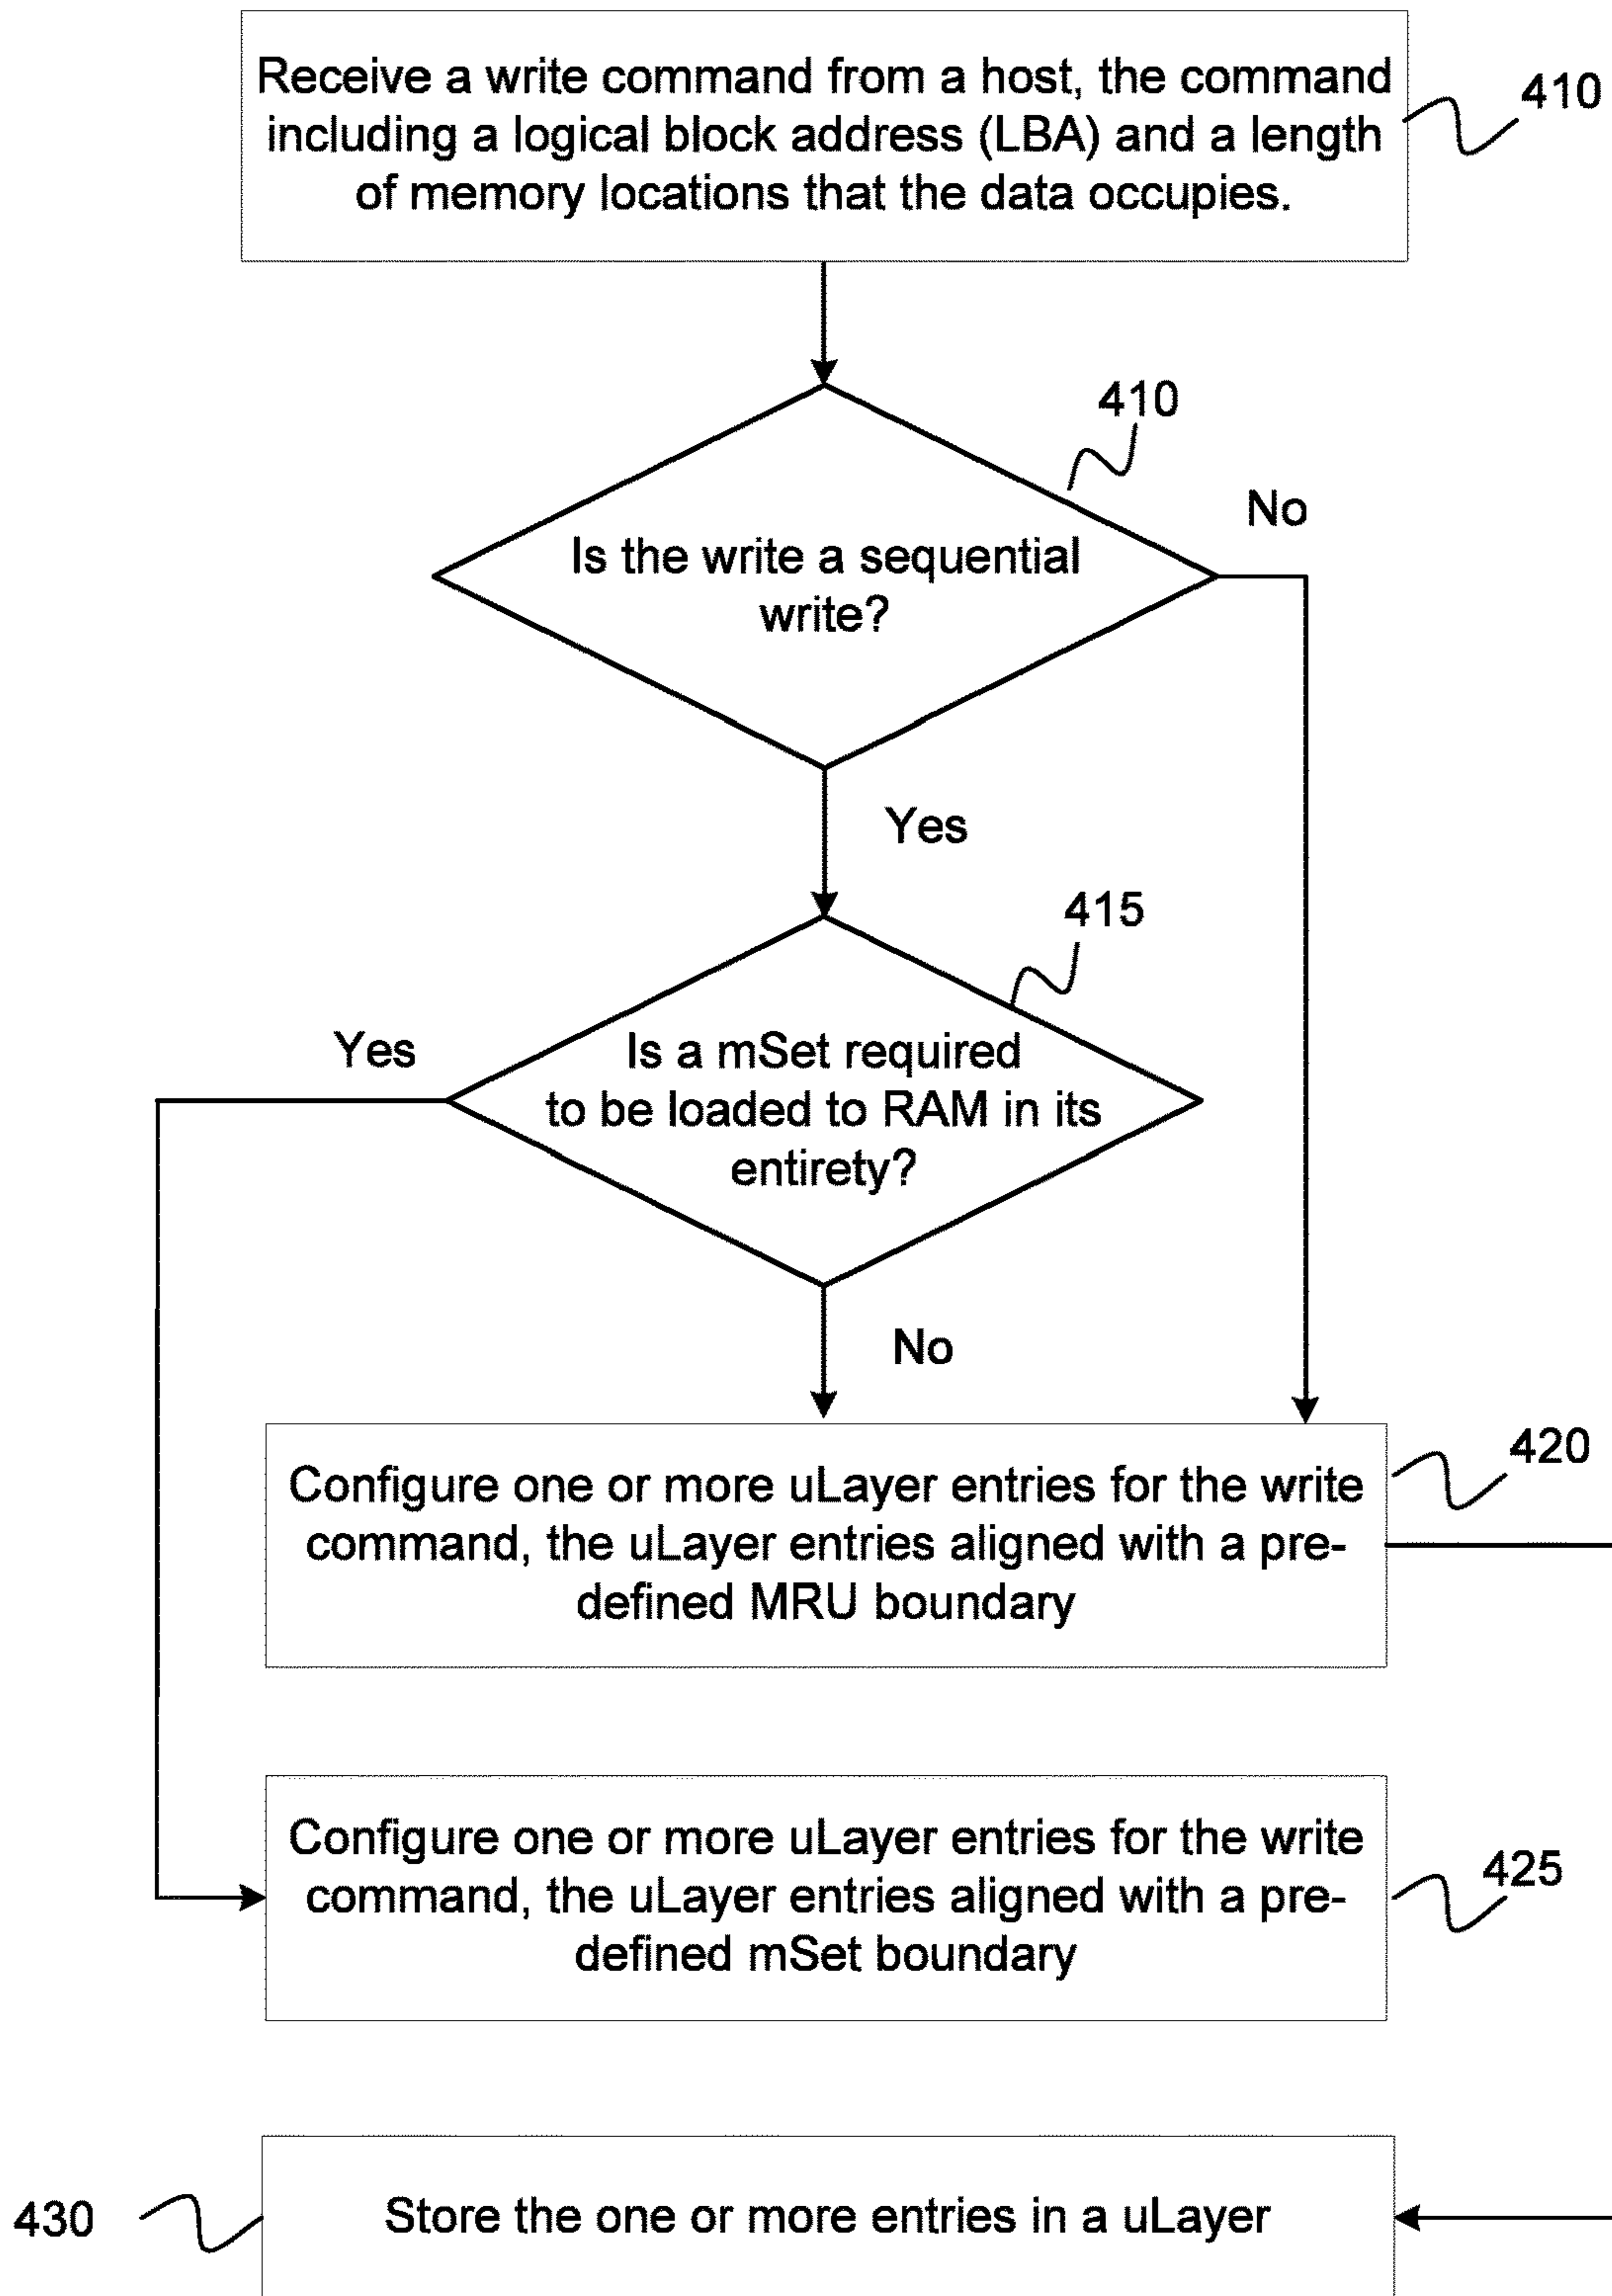 Receive a write command from a host, the command
including a logical block address (LBA) and a length
of memory locations that the data occupies.
410
410
No
Is the write a sequential
write?
Yes
415
Yes
Is a mSet required
to be loaded to RAM in its
entirety?
No
420
Configure one or more uLayer entries for the write
command, the uLayer entries aligned with a pre-
defined MRU boundary
Configure one or more uLayer entries for the write
command, the uLayer entries aligned with a pre-
defined mSet boundary
425
430
Store the one or more entries in a uLayer